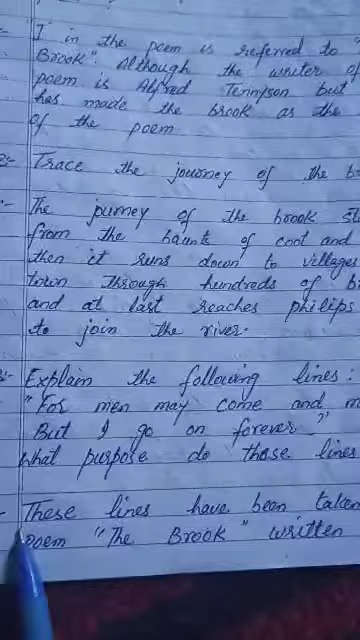 "I in the poem is referred to "
Brook". Although the writer of
poem is Alfred Tennyson but
has made the brook as the
of the poem
Trace the journey of the b
The purney of the brook st
from the haunts of coot and
then it runs down to villages
town through hundreds of b
and at last reaches philips
to join the river.
Explain the following lines:
"For men may come and m
But I go on forever"
What purpose do these lines
These lines have been taken
poem "The Brook" written